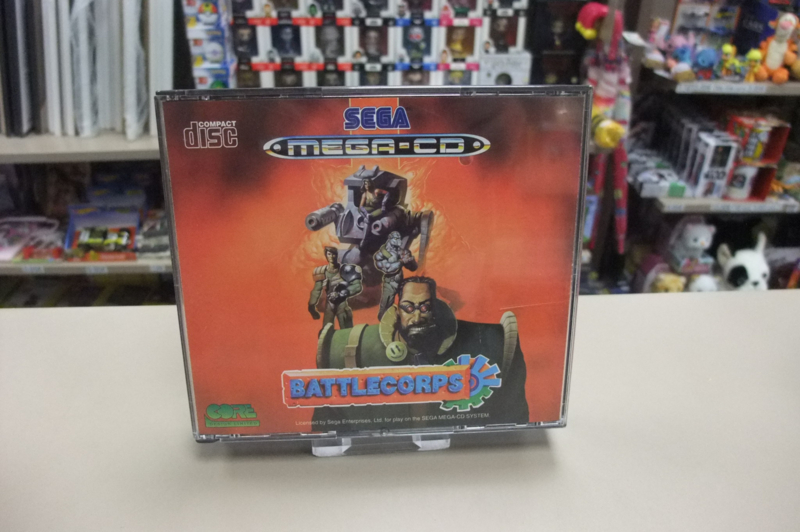 SEGA
COMPACT
disc
MEGA-CD
BATTLECORPS
CORE
Licensed by Sega Enterprises, Ltd. for play on the SEGA MEGA-CD SYSTEM.